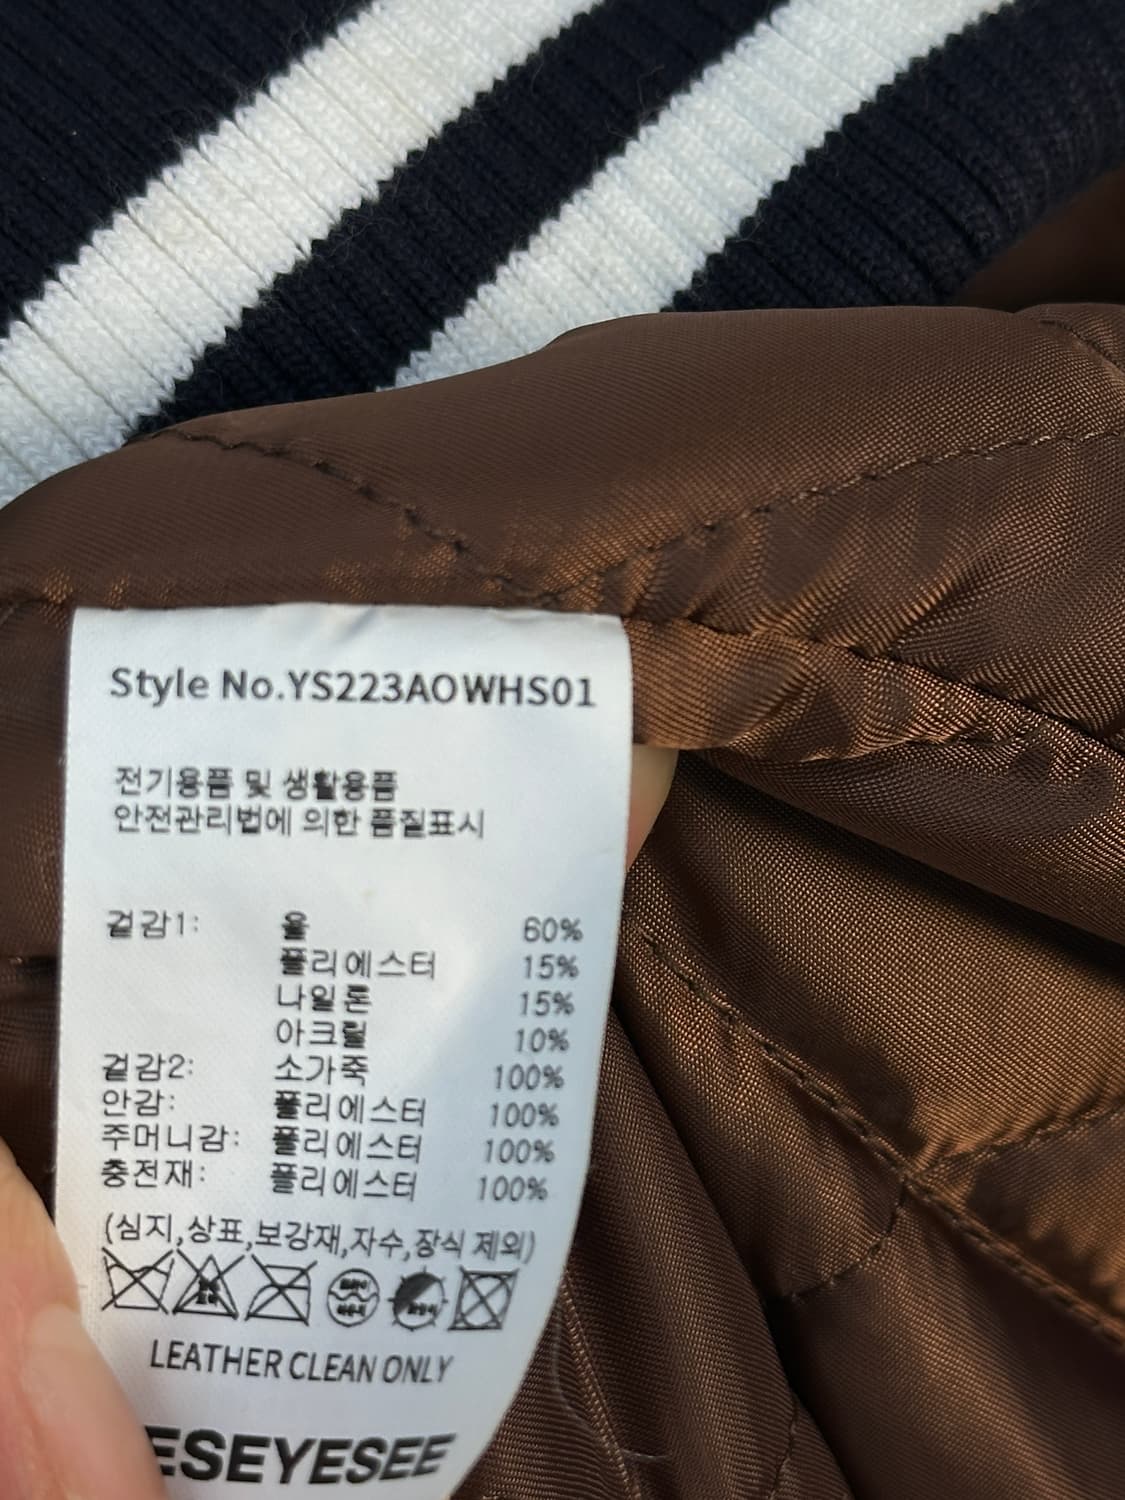 Style No.YS223AOWHS01
전기용품 및 생활용품
안전관리법에 의한 품질표시
겉감1: 울 60%
폴리에스터 15%
나일론 15%
아크릴 10%
겉감2: 소가죽 100%
안감: 폴리에스터 100%
주머니감: 폴리에스터 100%
충전재: 폴리에스터 100%
(심지,상표,보강재,자수,장식 제외)
LEATHER CLEAN ONLY
ESEYESEE